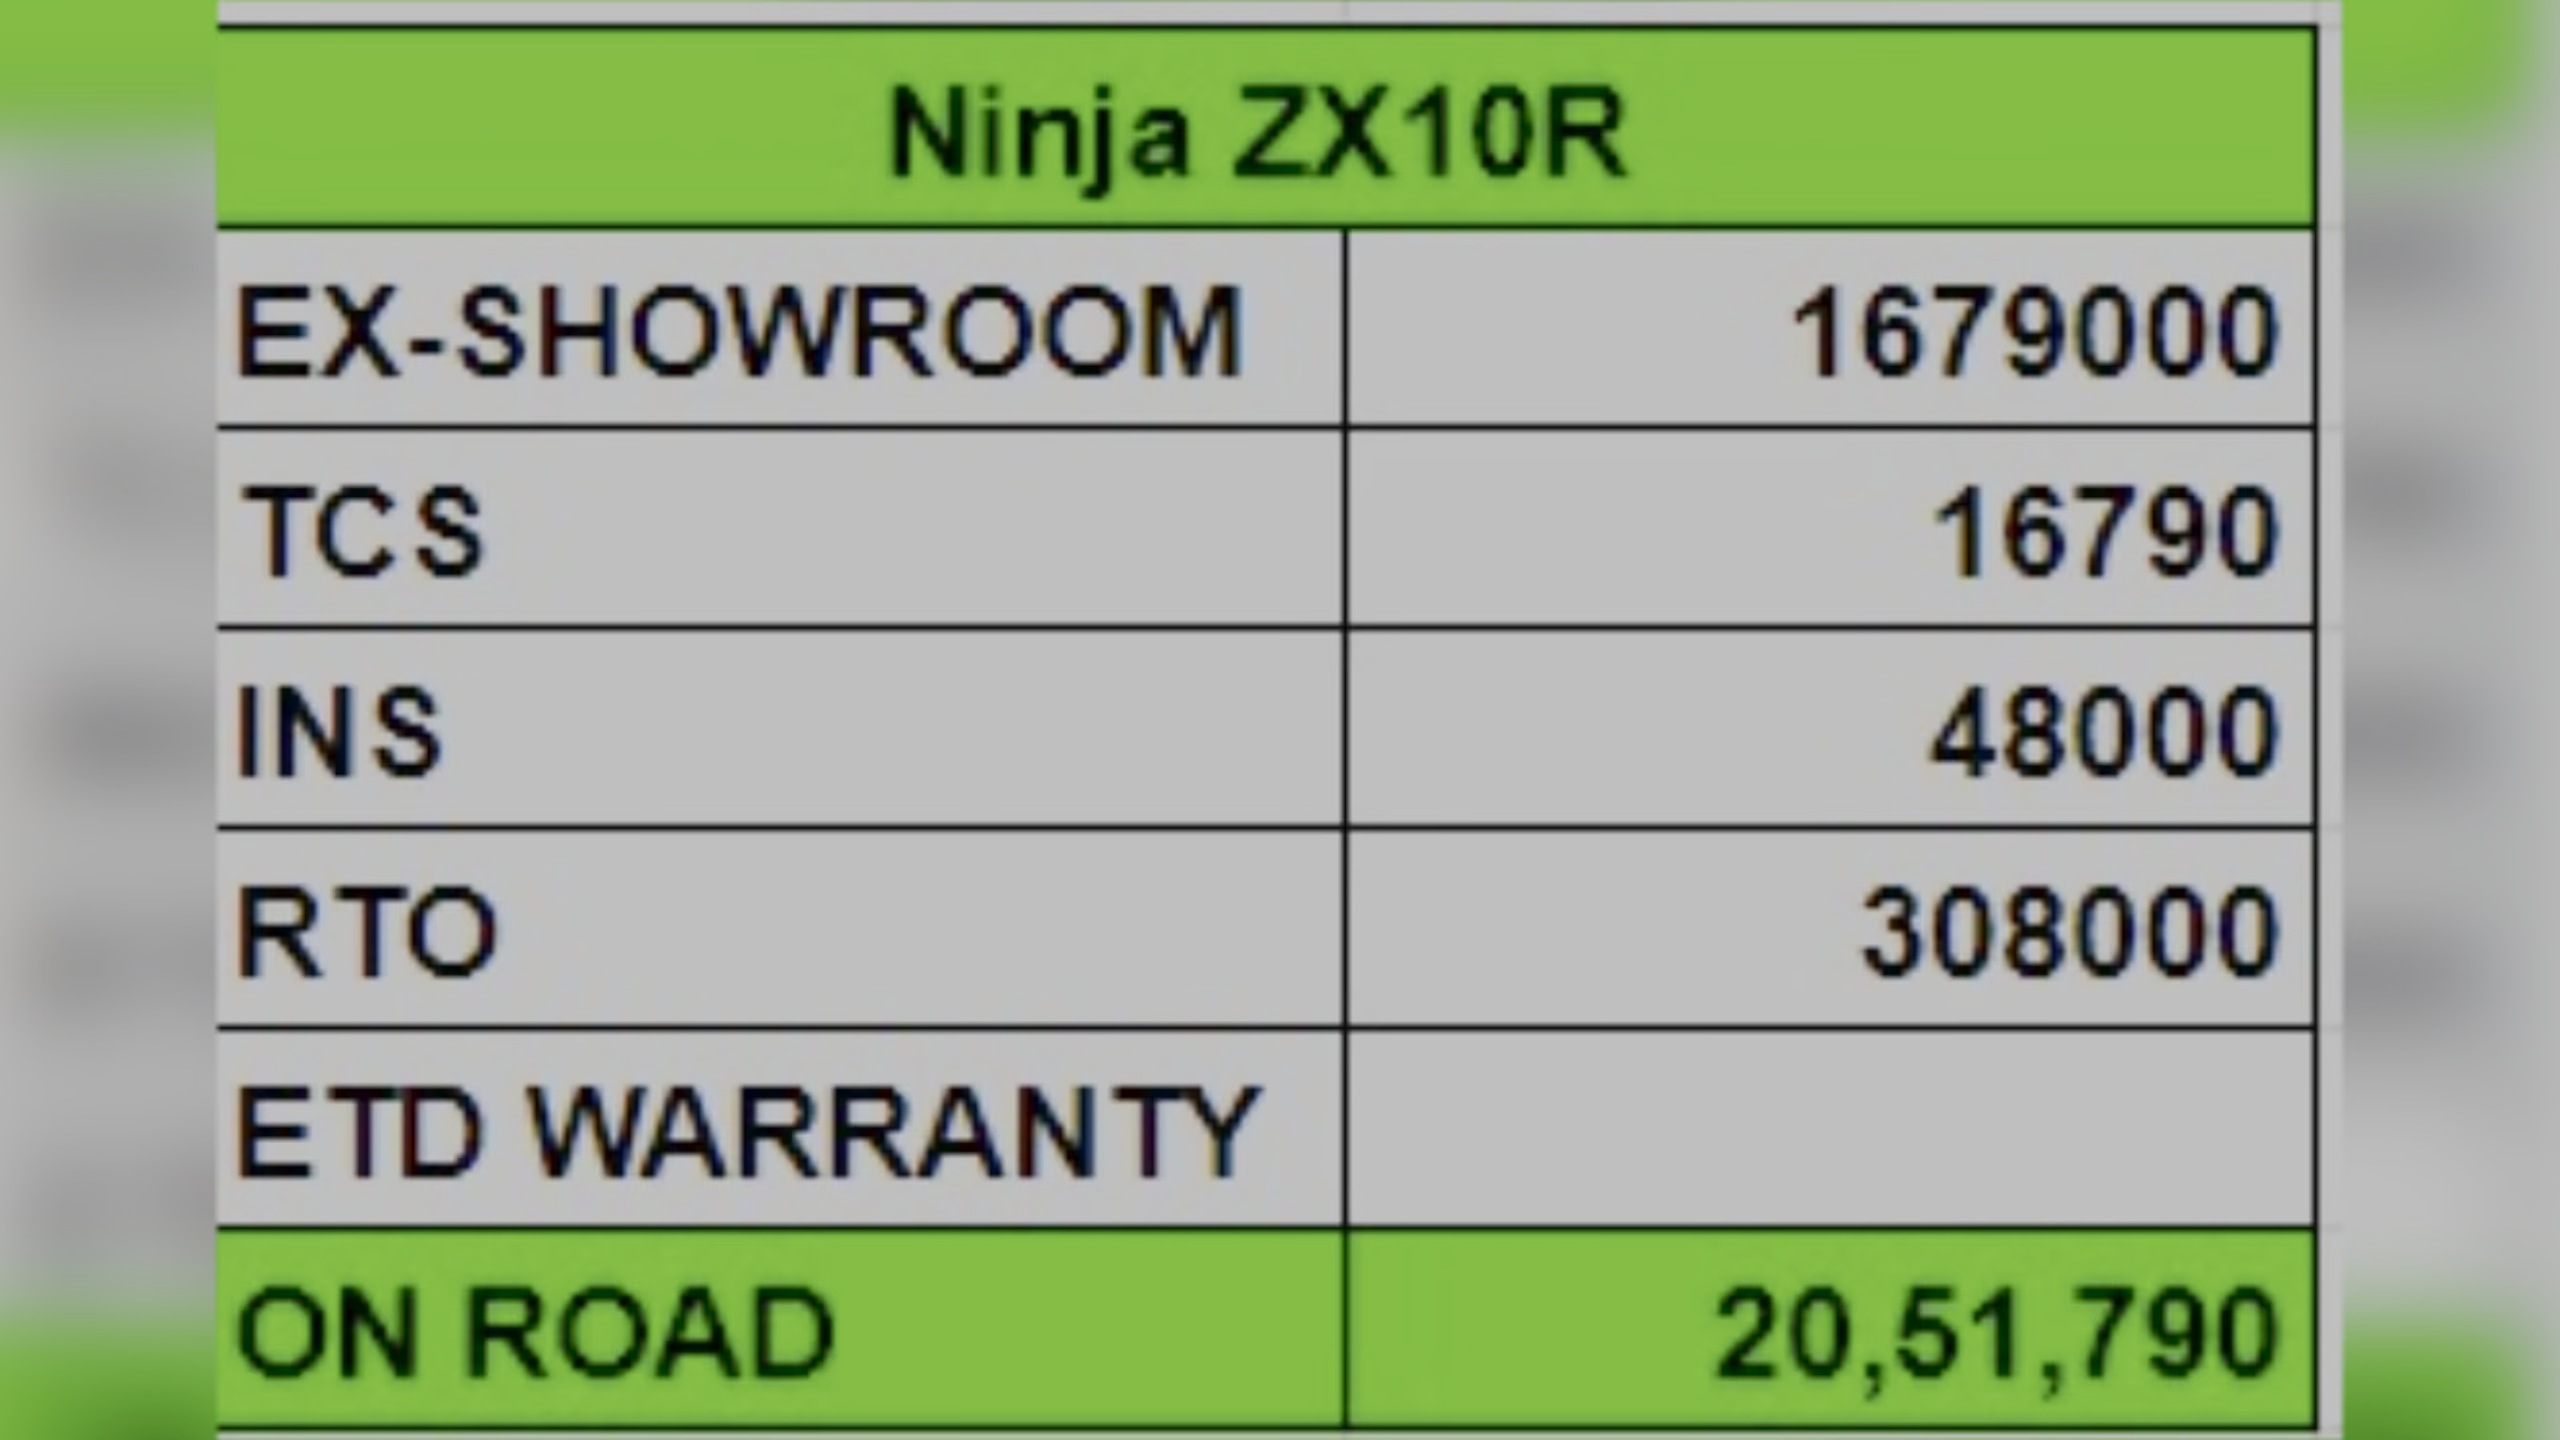 Ninja ZX10R
EX-SHOWROOM 1679000
TCS 16790
INS 48000
RTO 308000
ETD WARRANTY
ON ROAD 20,51,790